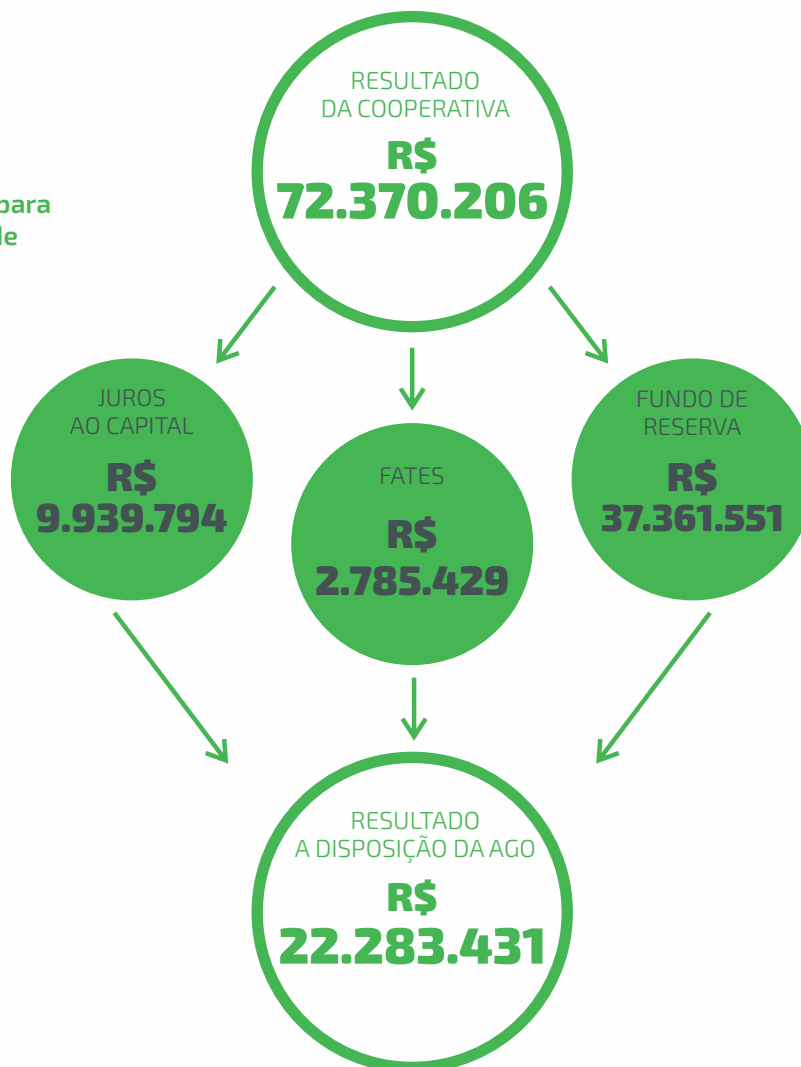 RESULTADO
DA COOPERATIVA
R$
72.370.206
para
JUROS
AO CAPITAL
R$
9.939.794
FATES
R$
2.785.429
FUNDO DE
RESERVA
R$
37.361.551
RESULTADO
A DISPOSIÇÃO DA AGO
R$
22.283.431